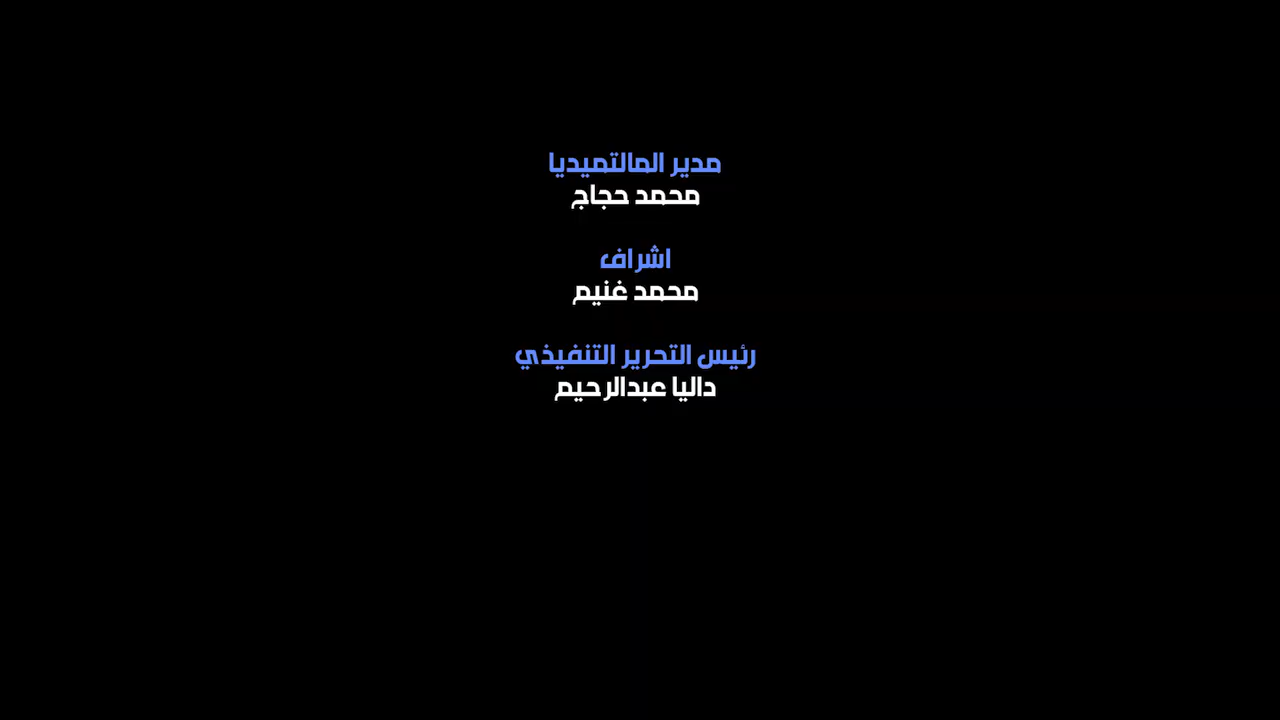 مدير المالتميديا
محمد حجاج
اشراف
محمد غنيم
رئيس التحرير التنفيذي
داليا عبدالرحيم